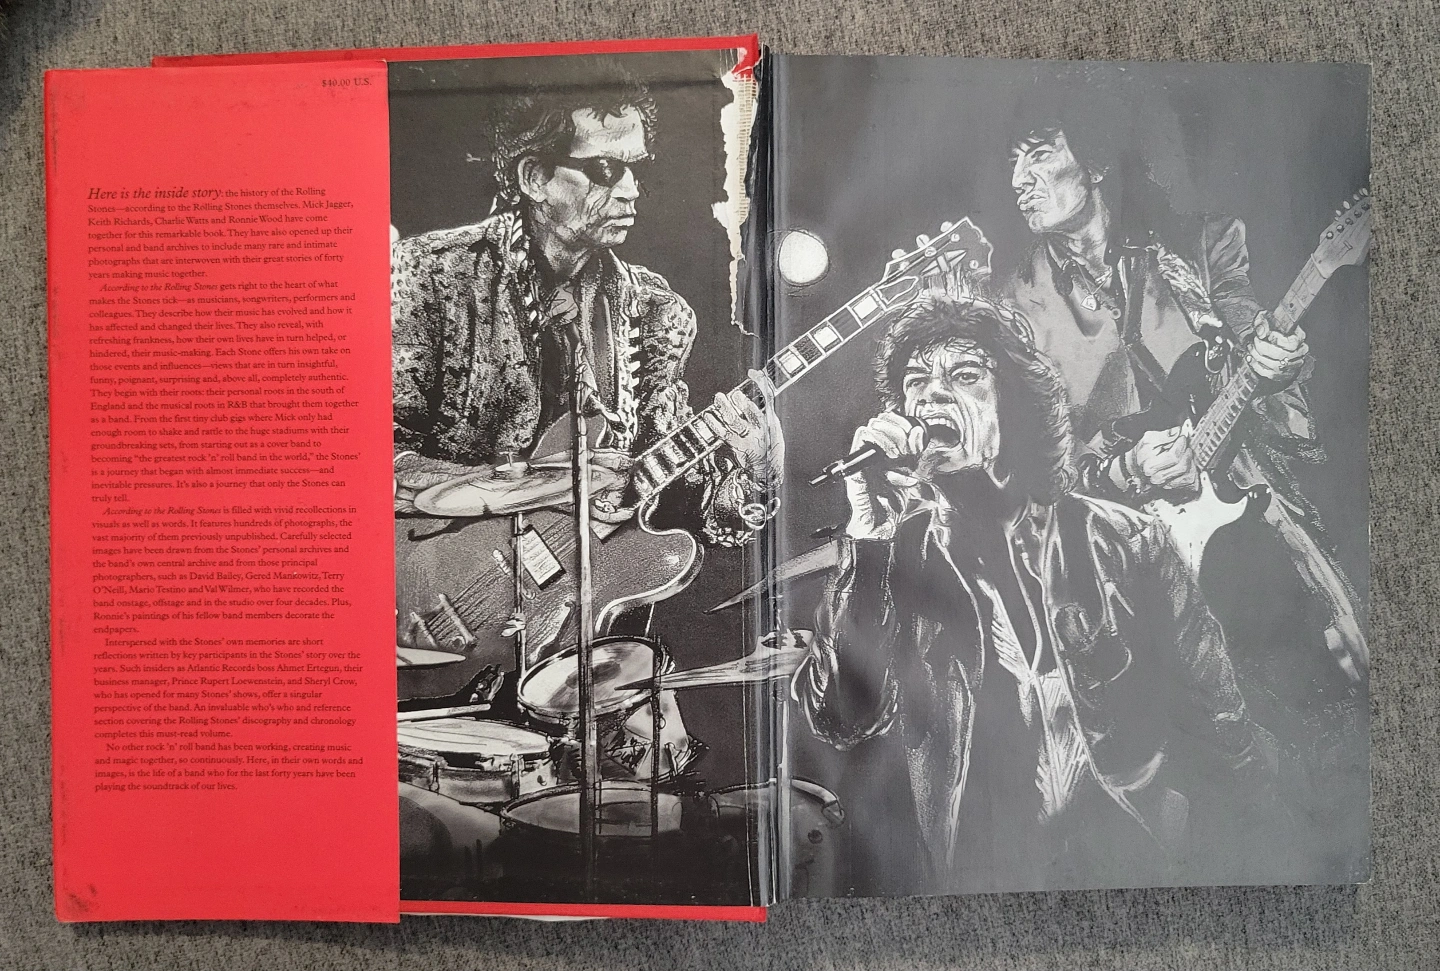 $40.00 U.S.
Here is the inside story: the history of the Rolling
Stones—according to the Rolling Stones themselves. Mick Jagger,
Keith Richards, Charlie Watts and Ronnie Wood have come
together for this remarkable book. They have also opened up their
personal and band archives to include many rare and intimate
photographs that are interwoven with their great stories of forty
years making music together.
According to the Rolling Stones gets right to the heart of what
makes the Stones tick—as musicians, songwriters, performers and
colleagues. They describe how their music has evolved and how it
has affected and changed their lives. They also reveal, with
refreshing frankness, how their own lives have in turn helped, or
hindered, their music-making. Each Stone offers his own take on
those events and influences—views that are in turn insightful,
funny, poignant, surprising and, above all, completely authentic.
They begin with their roots: their personal roots in the south of
England and the musical roots in R&B that brought them together
as a band. From the first tiny club gigs where Mick only had
enough room to shake and rattle to the huge stadiums with their
groundbreaking sets, from starting out as a cover band to
becoming "the greatest rock 'n' roll band in the world," the Stones'
is a journey that began with almost immediate success—and
inevitable pressures. It's also a journey that only the Stones can
truly tell.
According to the Rolling Stones is filled with vivid recollections in
visuals as well as words. It features hundreds of photographs, the
vast majority of them previously unpublished. Carefully selected
images have been drawn from the Stones' personal archives and
the band's own central archive and from those principal
photographers, such as David Bailey, Gered Mankowitz, Terry
O'Neill, Mario Testino and Val Wilmer, who have recorded the
band onstage, offstage and in the studio over four decades. Plus,
Ronnie's paintings of his fellow band members decorate the
endpapers.
Interspersed with the Stones' own memories are short
reflections written by key participants in the Stones' story over the
years. Such insiders as Atlantic Records boss Ahmet Ertegun, their
business manager, Prince Rupert Loewenstein, and Sheryl Crow,
who has opened for many Stones' shows, offer a singular
perspective of the band. An invaluable who's who and reference
section covering the Rolling Stones' discography and chronology
completes this must-read volume.
No other rock 'n' roll band has been working, creating music
and magic together, so continuously. Here, in their own words and
images, is the life of a band who for the last forty years have been
playing the soundtrack of our lives.